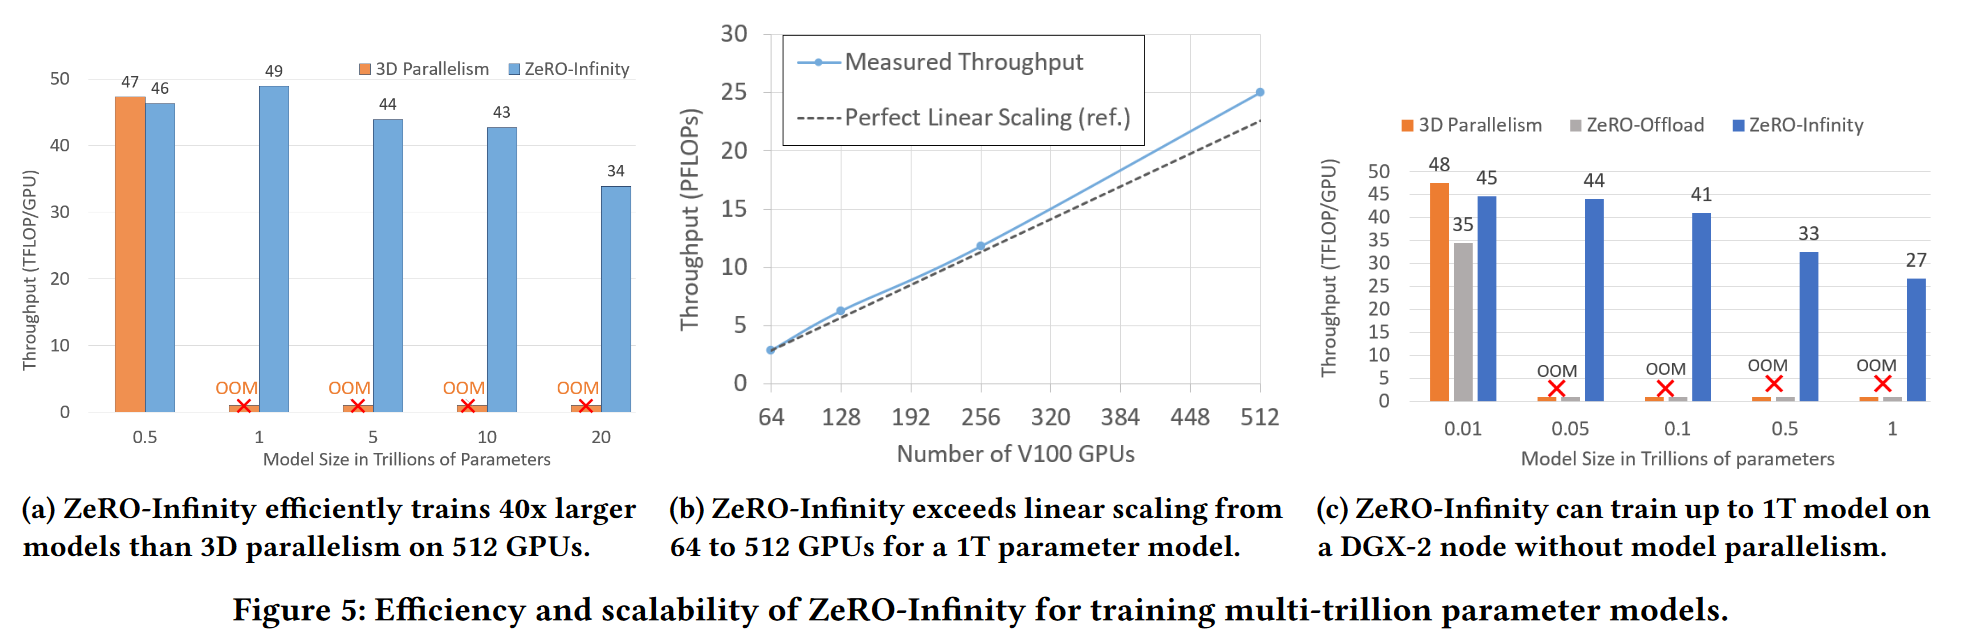 3D Parallelism ZeRO-Infinity
Throughput (TFLOP/GPU)
50
40
30
20
10
0
47 46 49 44 43 34
OOM OOM OOM OOM
0.5 1 5 10 20
Model Size in Trillions of Parameters
(a) ZeRO-Infinity efficiently trains 40x larger
models than 3D parallelism on 512 GPUs.
Measured Throughput
Perfect Linear Scaling (ref.)
Throughput (PFLOPs)
30
25
20
15
10
5
0
64 128 192 256 320 384 448 512
Number of V100 GPUs
(b) ZeRO-Infinity exceeds linear scaling from
64 to 512 GPUs for a 1T parameter model.
3D Parallelism ZeRO-Offload ZeRO-Infinity
Throughput (TFLOP/GPU)
50
45
40
35
30
25
20
15
10
5
0
48 35 45 44 41 33 27
OOM OOM OOM OOM
0.01 0.05 0.1 0.5 1
Model Size in Trillions of parameters
(c) ZeRO-Infinity can train up to 1T model on
a DGX-2 node without model parallelism.
Figure 5: Efficiency and scalability of ZeRO-Infinity for training multi-trillion parameter models.